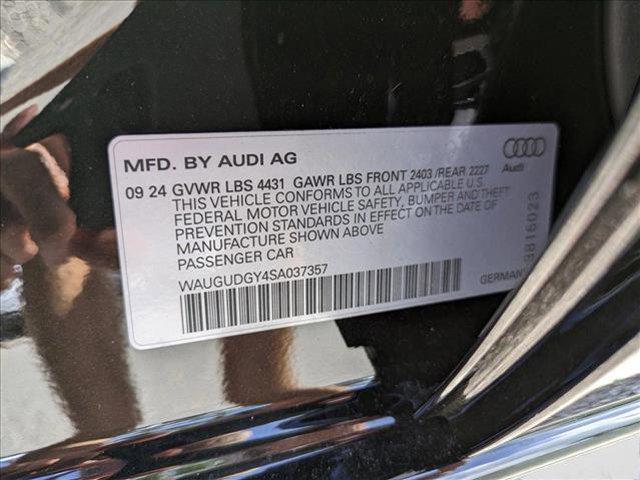 MFD. BY AUDI AG
Audi
09 24 GVWR LBS 4431 GAWR LBS FRONT 2403 /REAR 2227
THIS VEHICLE CONFORMS TO ALL APPLICABLE U.S.
FEDERAL MOTOR VEHICLE SAFETY, BUMPER AND THEFT
PREVENTION STANDARDS IN EFFECT ON THE DATE OF
MANUFACTURE SHOWN ABOVE
PASSENGER CAR
WAUGUDGY4SA037357
GERMANY
3816023